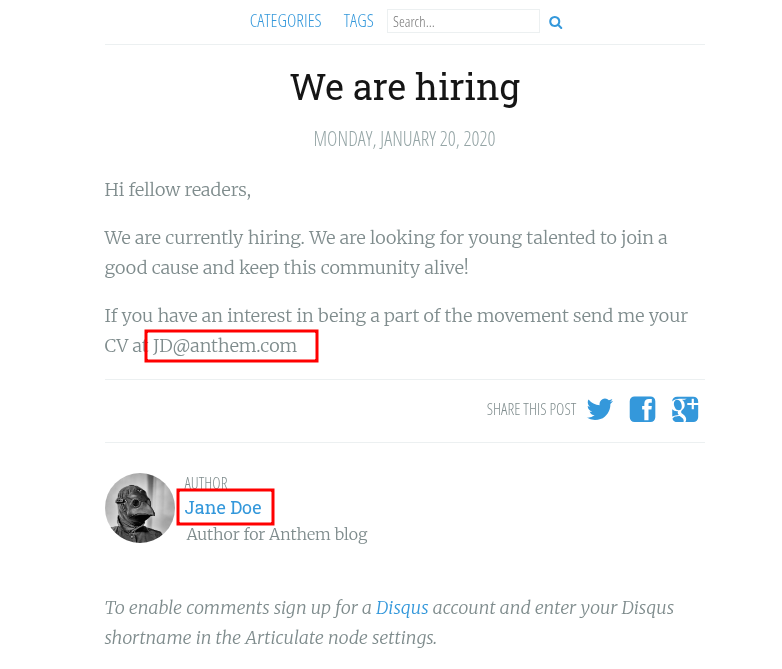 CATEGORIES TAGS Search...
We are hiring
MONDAY, JANUARY 20, 2020
Hi fellow readers,
We are currently hiring. We are looking for young talented to join a
good cause and keep this community alive!
If you have an interest in being a part of the movement send me your
CV at JD@anthem.com
SHARE THIS POST
AUTHOR
Jane Doe
Author for Anthem blog
To enable comments sign up for a Disqus account and enter your Disqus
shortname in the Articulate node settings.